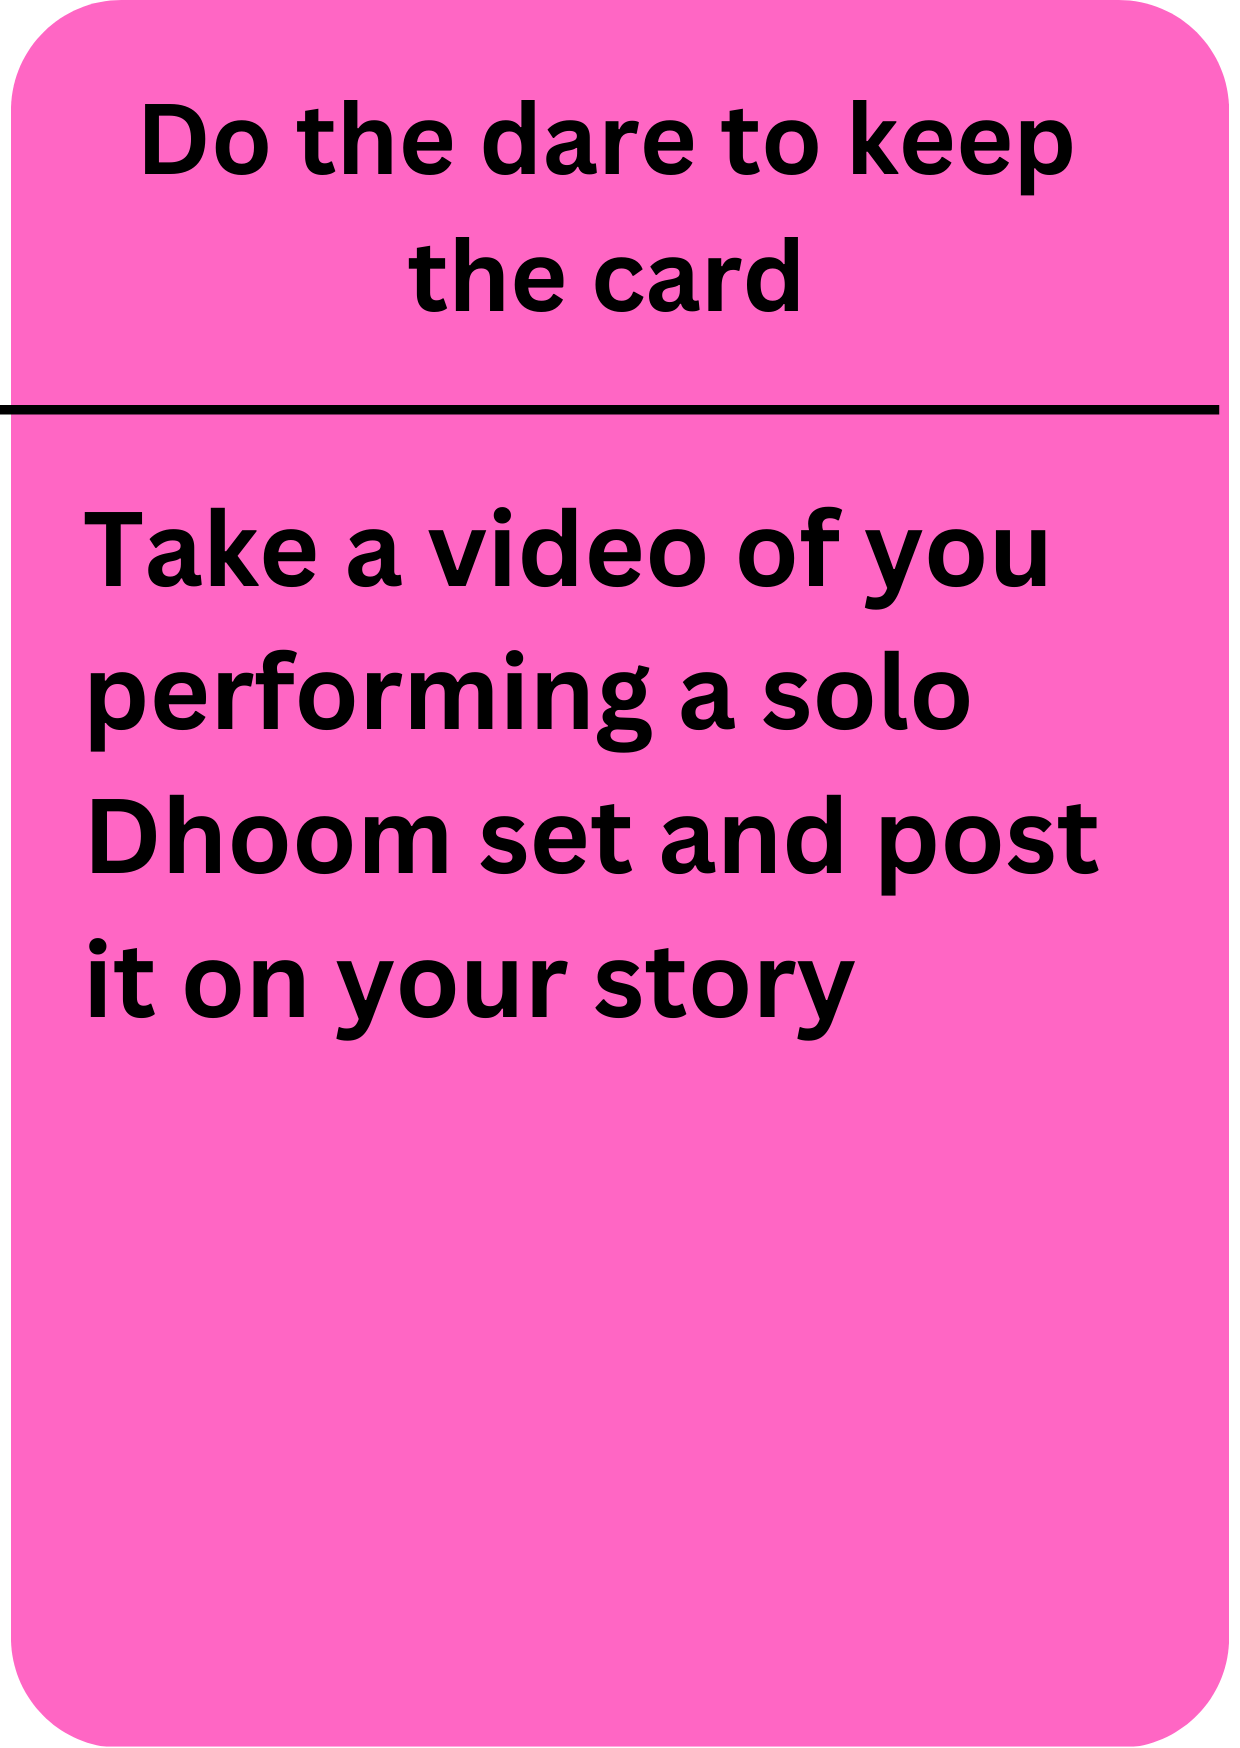 Do the dare to keep
the card
Take a video of you
performing a solo
Dhoom set and post
it on your story